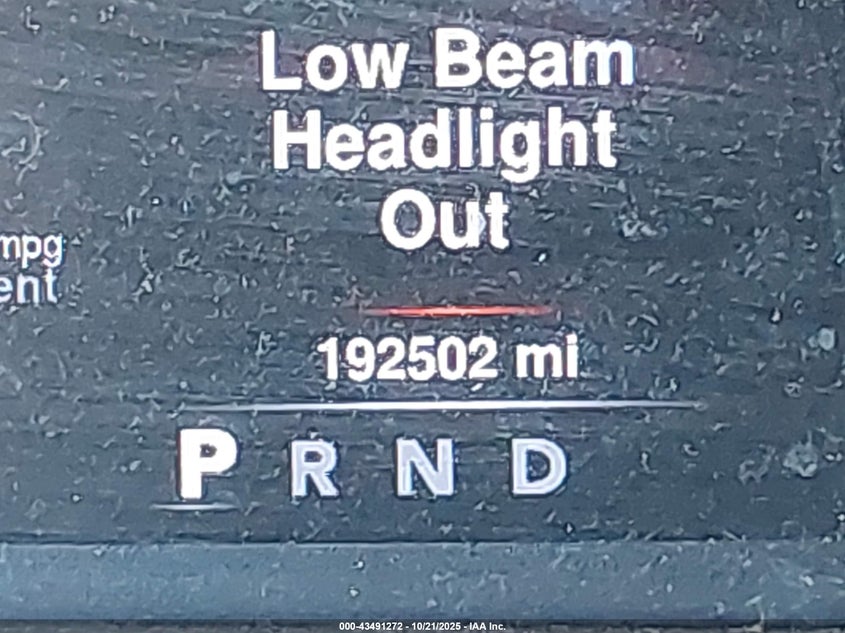 Low Beam
Headlight
Out
mpg
ent
192502 mi
P R N D
000-43491272 - 10/21/2025 - IAA Inc.